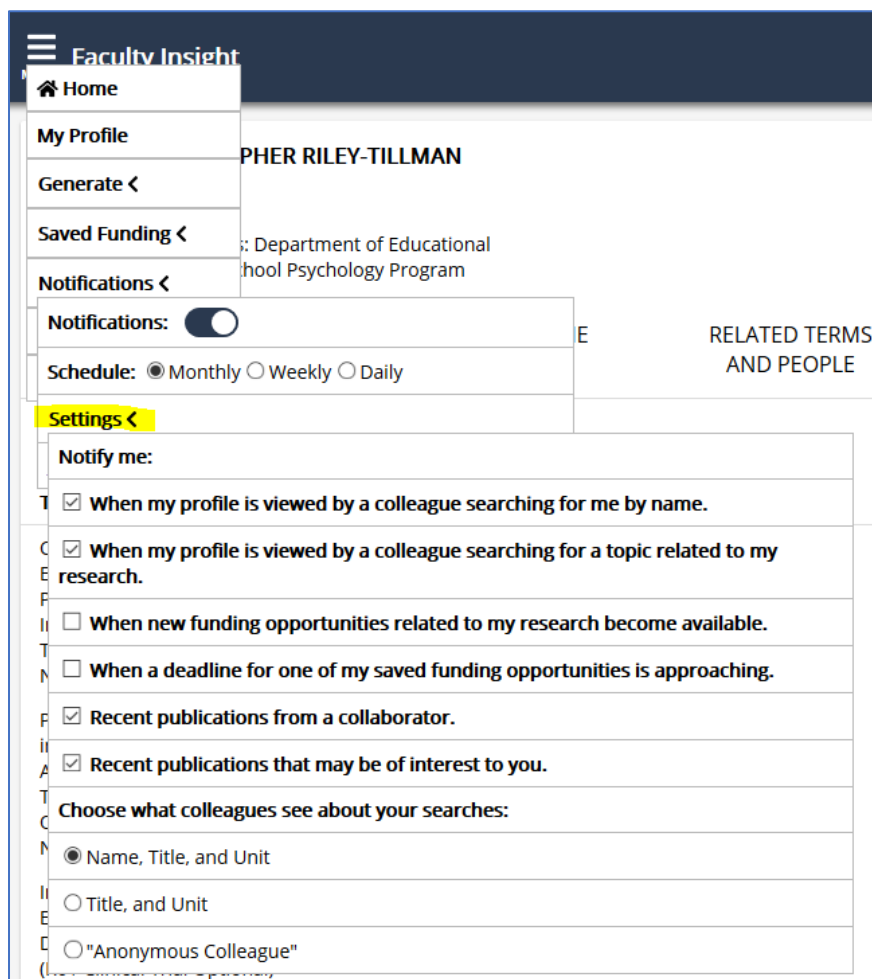 Faculty Insight
Home
My Profile
PHER RILEY-TILLMAN
Generate
Saved Funding
: Department of Educational
hool Psychology Program
Notifications
Notifications:
RELATED TERMS
AND PEOPLE
Schedule: Monthly Weekly Daily
Settings
Notify me:
When my profile is viewed by a colleague searching for me by name.
When my profile is viewed by a colleague searching for a topic related to my
research.
When new funding opportunities related to my research become available.
When a deadline for one of my saved funding opportunities is approaching.
Recent publications from a collaborator.
Recent publications that may be of interest to you.
Choose what colleagues see about your searches:
Name, Title, and Unit
Title, and Unit
"Anonymous Colleague"